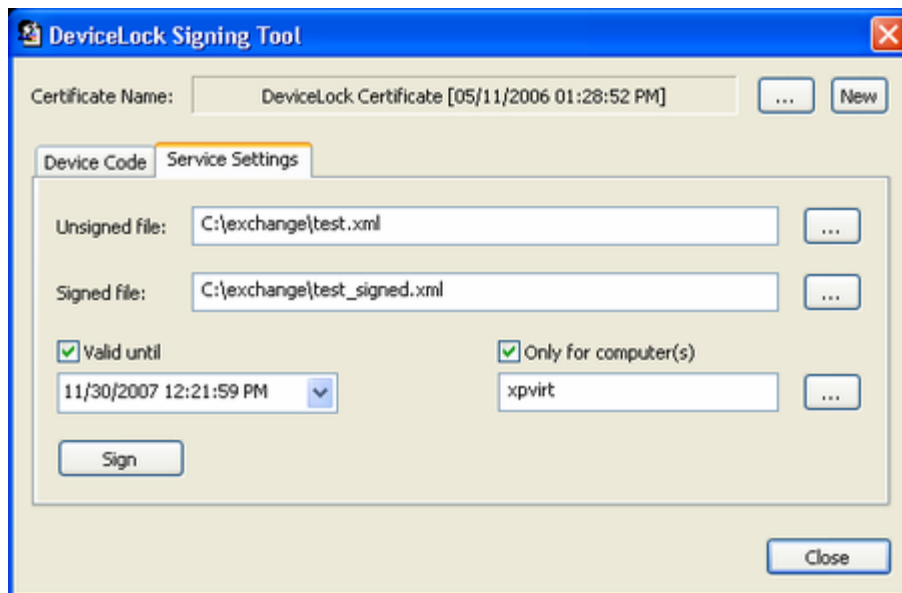 DeviceLock Signing Tool
Certificate Name: DeviceLock Certificate [05/11/2006 01:28:52 PM] ... New
Device Code Service Settings
Unsigned file: C:\exchange\test.xml ...
Signed file: C:\exchange\test_signed.xml ...
Valid until Only for computer(s)
11/30/2007 12:21:59 PM xpvirt ...
Sign
Close